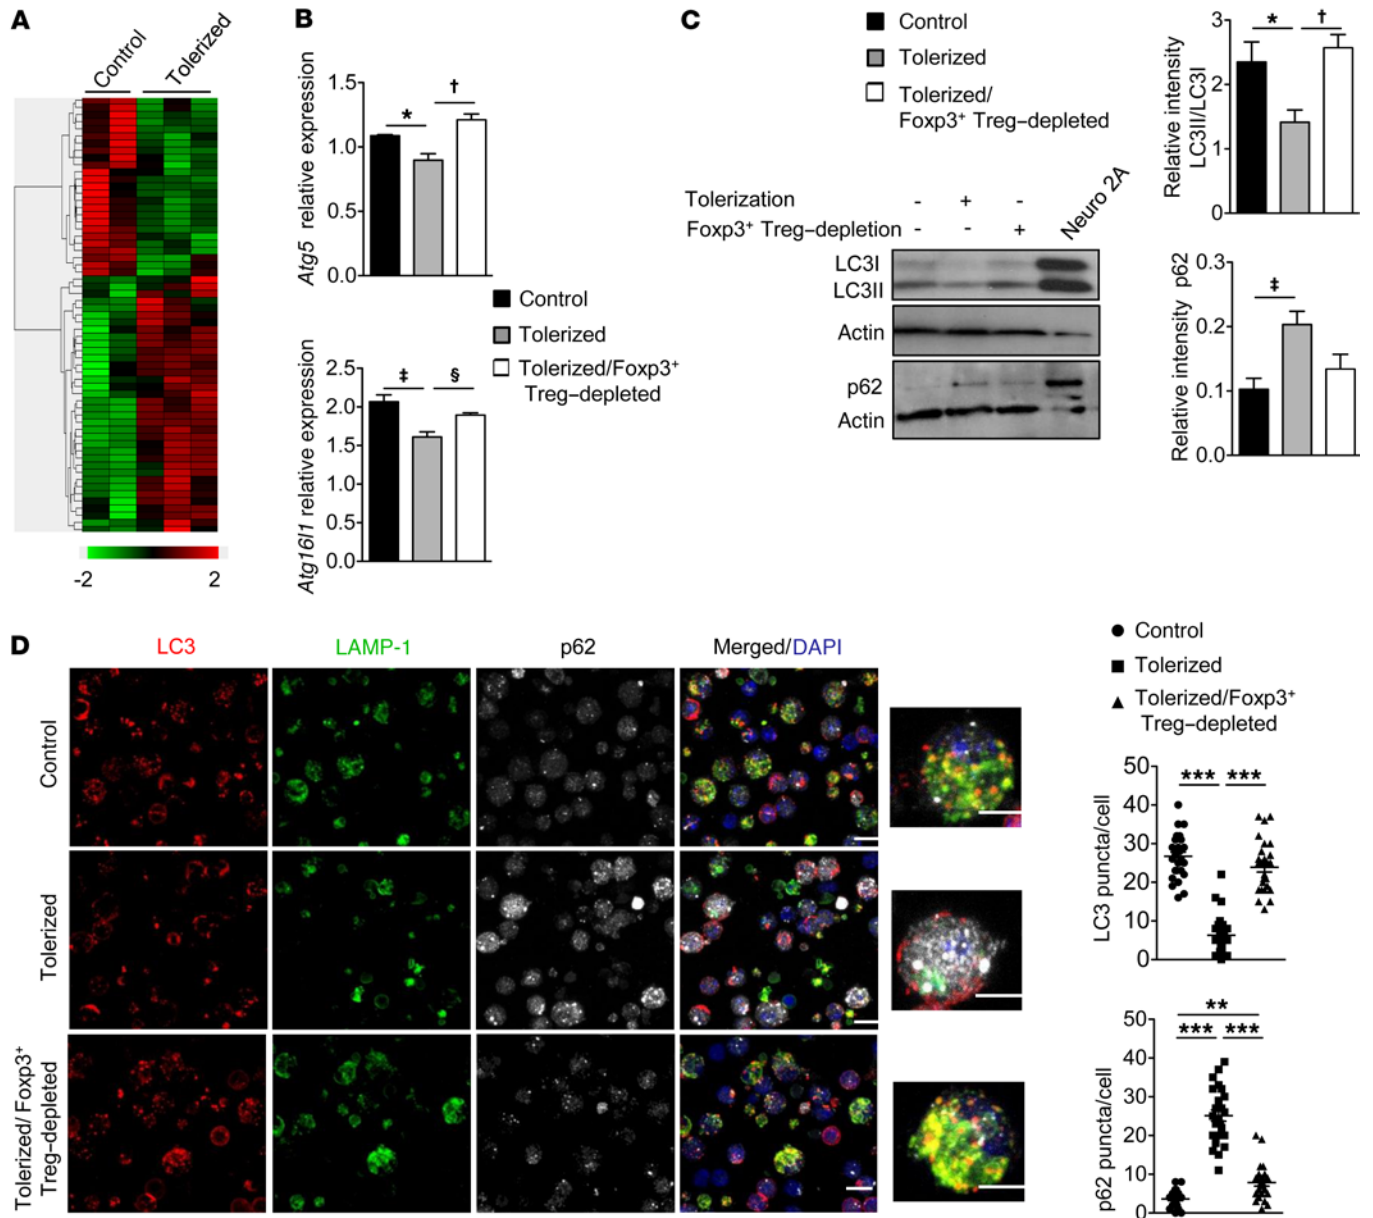 A
Control
Tolerized
-2
2
B
Atg5 relative expression
1.5
1.0
0.5
0.0
*
†
Control
Tolerized
Tolerized/Foxp3+
Treg–depleted
Atg16l1 relative expression
2.5
2.0
1.5
1.0
0.5
0.0
‡
§
C
Control
Tolerized
Tolerized/
Foxp3+ Treg–depleted
Tolerization - + -
Foxp3+ Treg–depletion - - +
Neuro 2A
LC3I
LC3II
Actin
p62
Actin
Relative intensity
LC3II/LC3I
3
2
1
0
*
†
Relative intensity p62
0.3
0.2
0.1
0.0
‡
D
LC3
LAMP-1
p62
Merged/DAPI
Control
Tolerized
Tolerized/ Foxp3+
Treg–depleted
Control
Tolerized
Tolerized/Foxp3+
Treg–depleted
LC3 puncta/cell
50
40
30
20
10
0
*** ***
p62 puncta/cell
50
40
30
20
10
0
**
*** ***